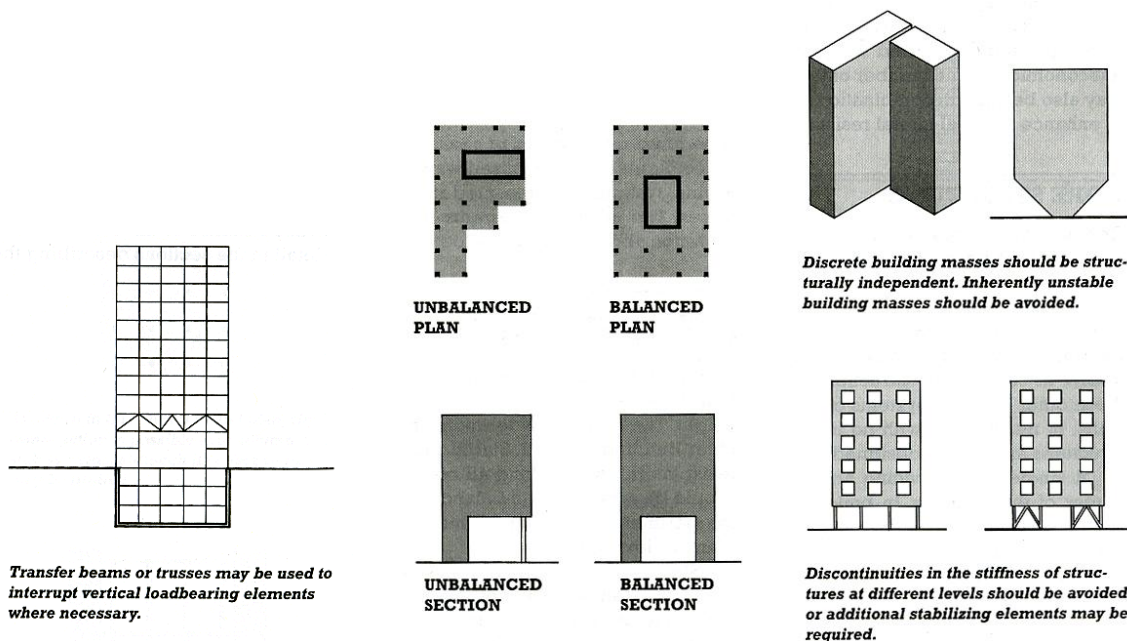 Transfer beams or trusses may be used to
interrupt vertical loadbearing elements
where necessary.
UNBALANCED
PLAN
BALANCED
PLAN
UNBALANCED
SECTION
BALANCED
SECTION
Discrete building masses should be struc-
turally independent. Inherently unstable
building masses should be avoided.
Discontinuities in the stiffness of struc-
tures at different levels should be avoided
or additional stabilizing elements may be
required.